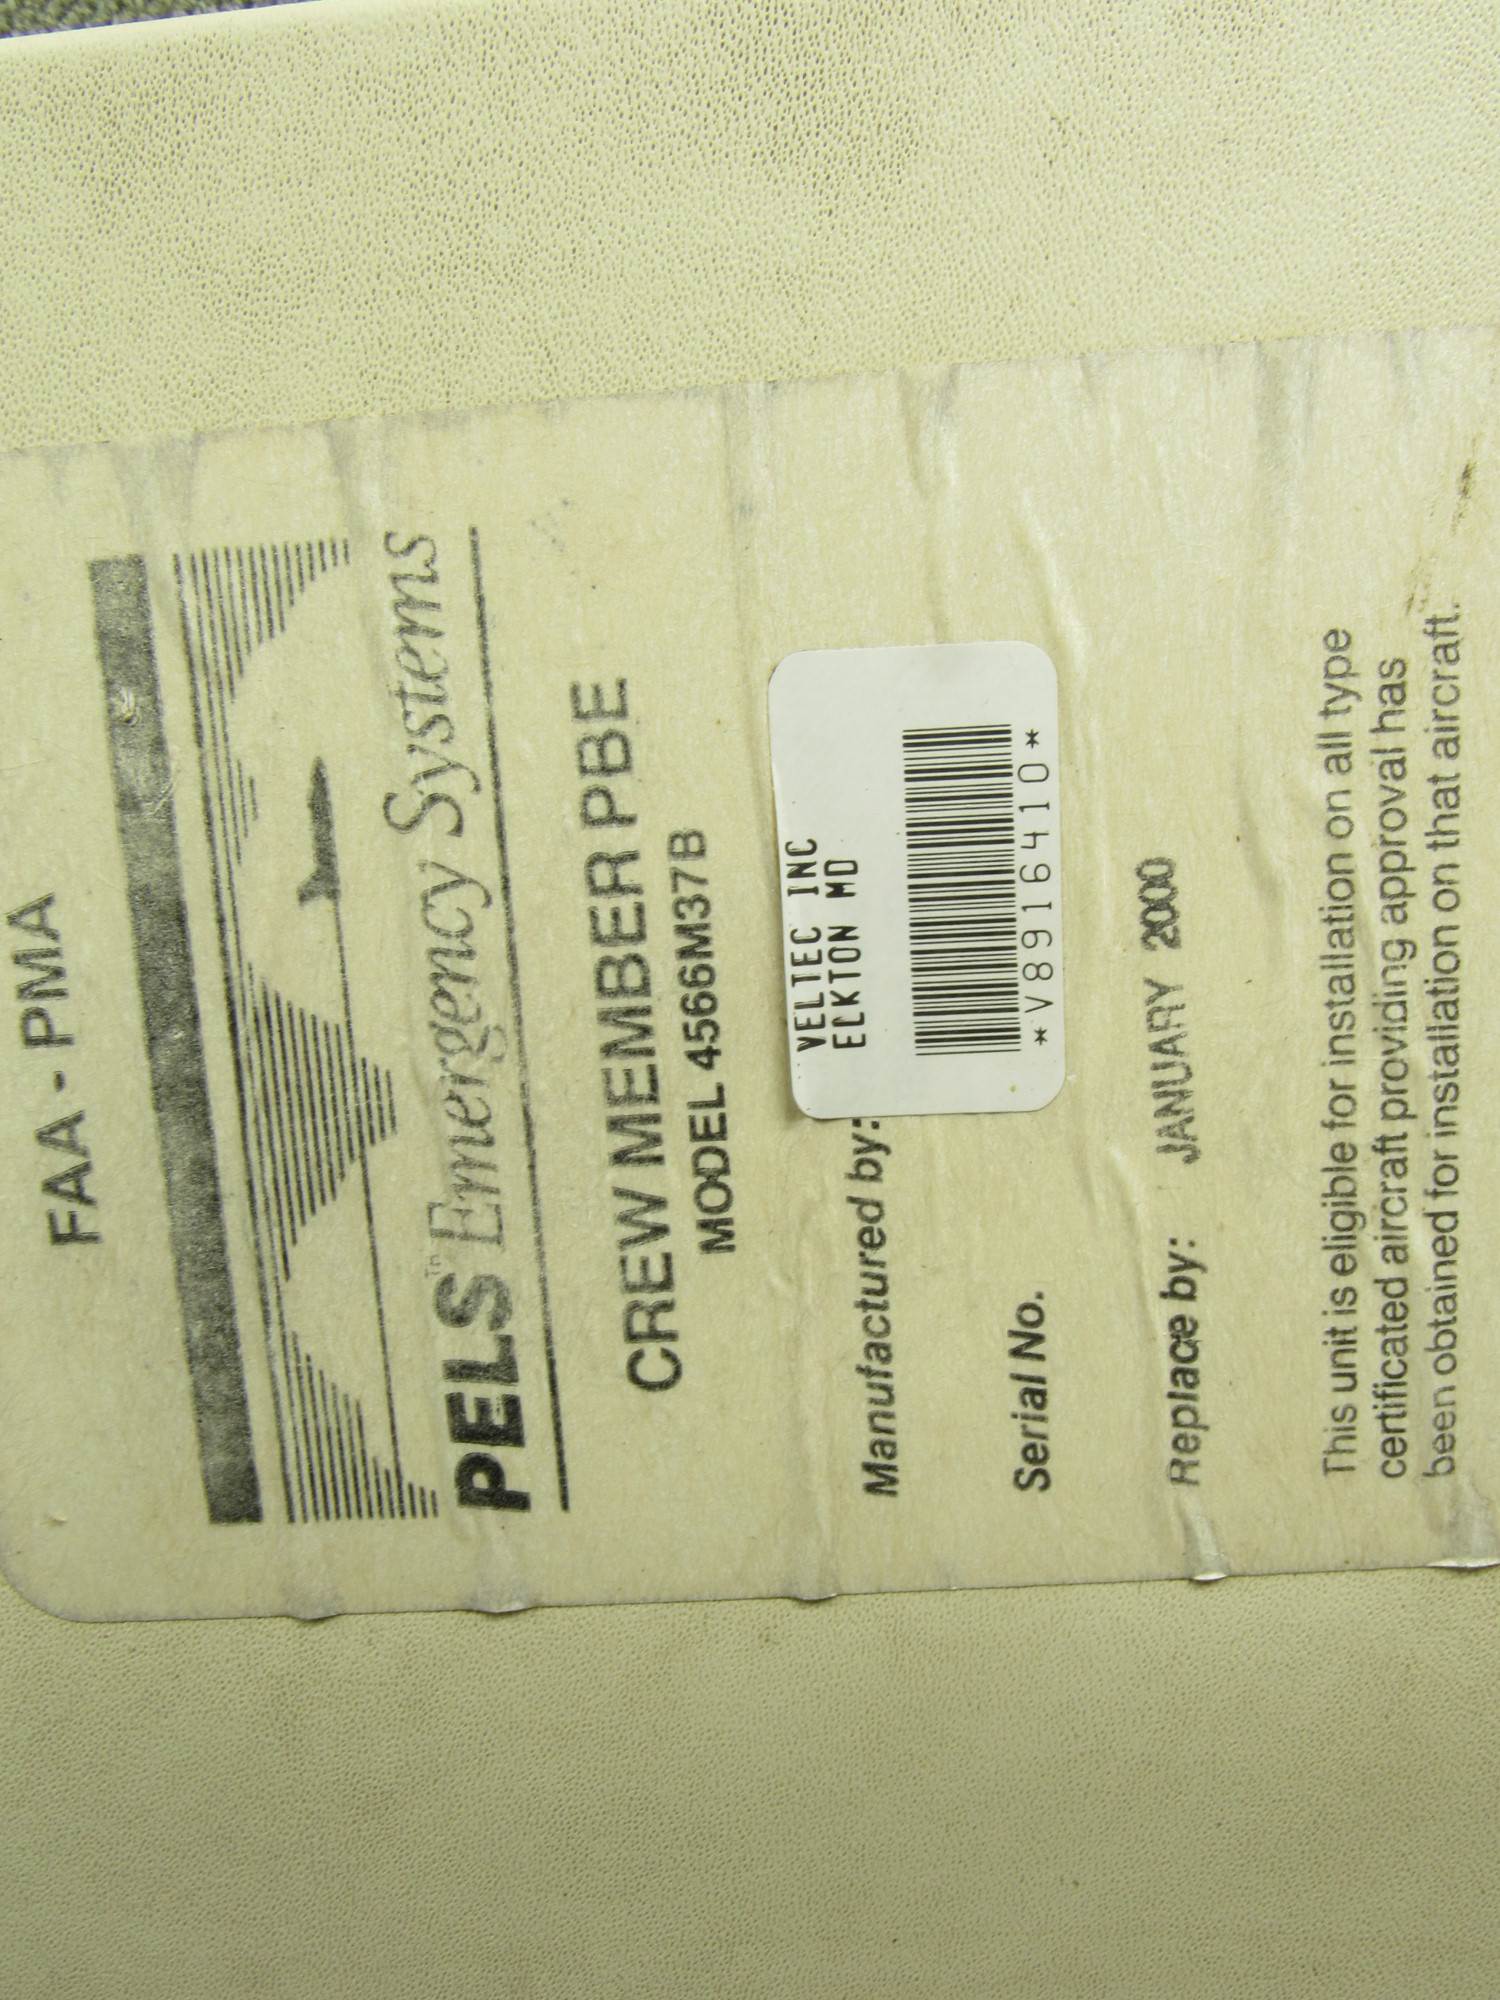 FAA - PMA
PELS™ Emergency Systems
CREW MEMBER PBE
MODEL 4566M37B
Manufactured by:
VELTEC INC
ELKTON MD
*V8916410*
Serial No.
Replace by: JANUARY 2000
This unit is eligible for installation on all type
certificated aircraft providing approval has
been obtained for installation on that aircraft.